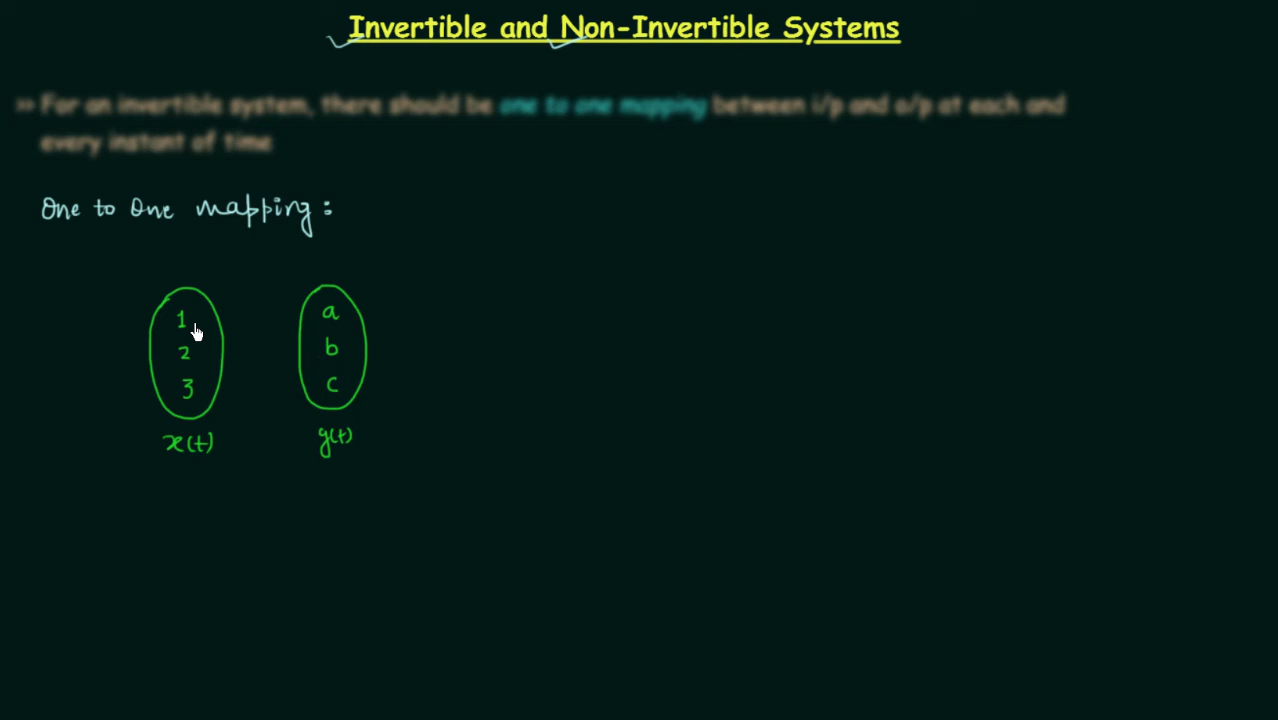 Invertible and Non-Invertible Systems
» For an invertible system, there should be one to one mapping between i/p and o/p at each and
every instant of time
One to One mapping :
1 a
2 b
3 c
x(t) y(t)